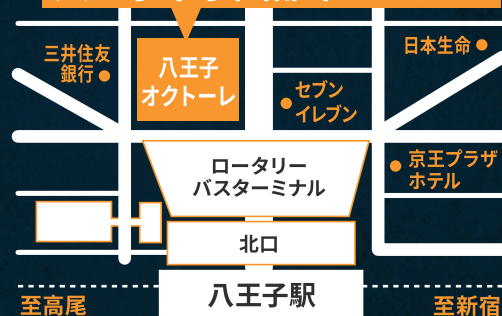 三井住友
銀行
八王子
オクトーレ
日本生命
セブン
イレブン
京王プラザ
ホテル
ロータリー
バスターミナル
北口
八王子駅
至高尾
至新宿